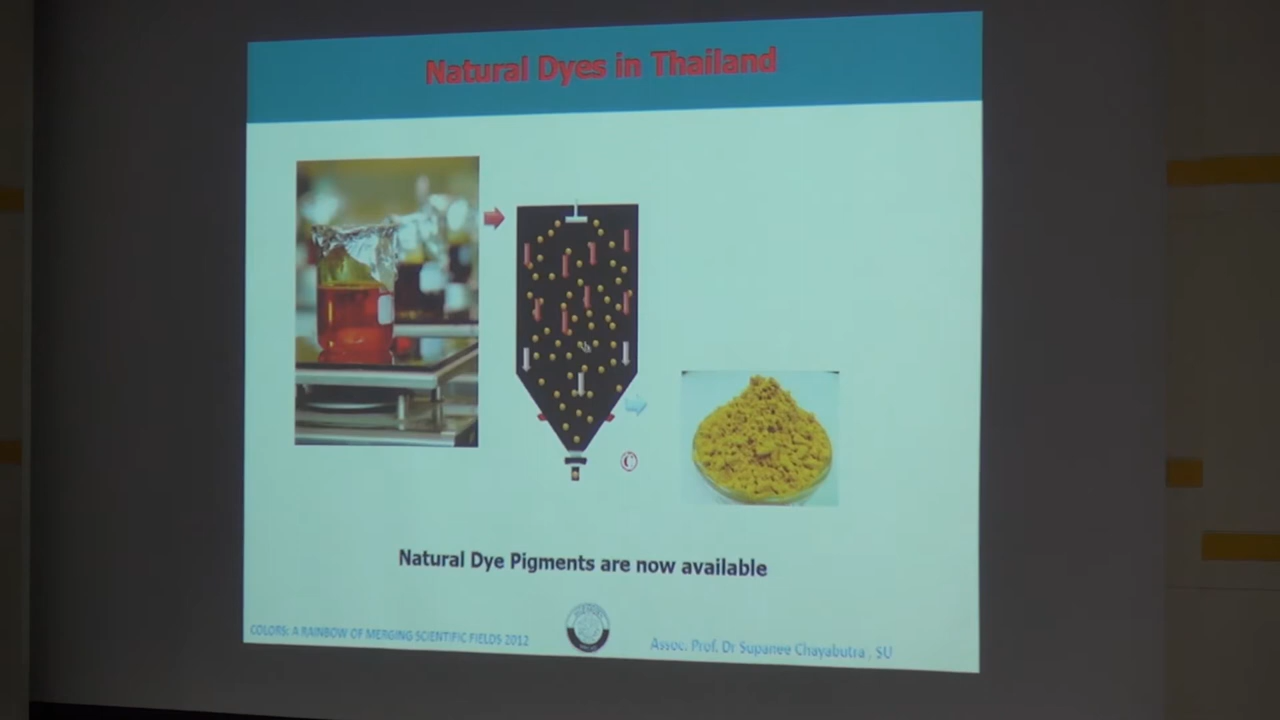 Natural Dyes in Thailand
©
Natural Dye Pigments are now available
COLORS: A RAINBOW OF MERGING SCIENTIFIC FIELDS 2012
Assoc. Prof. Dr Supanee Chayabutra , SU